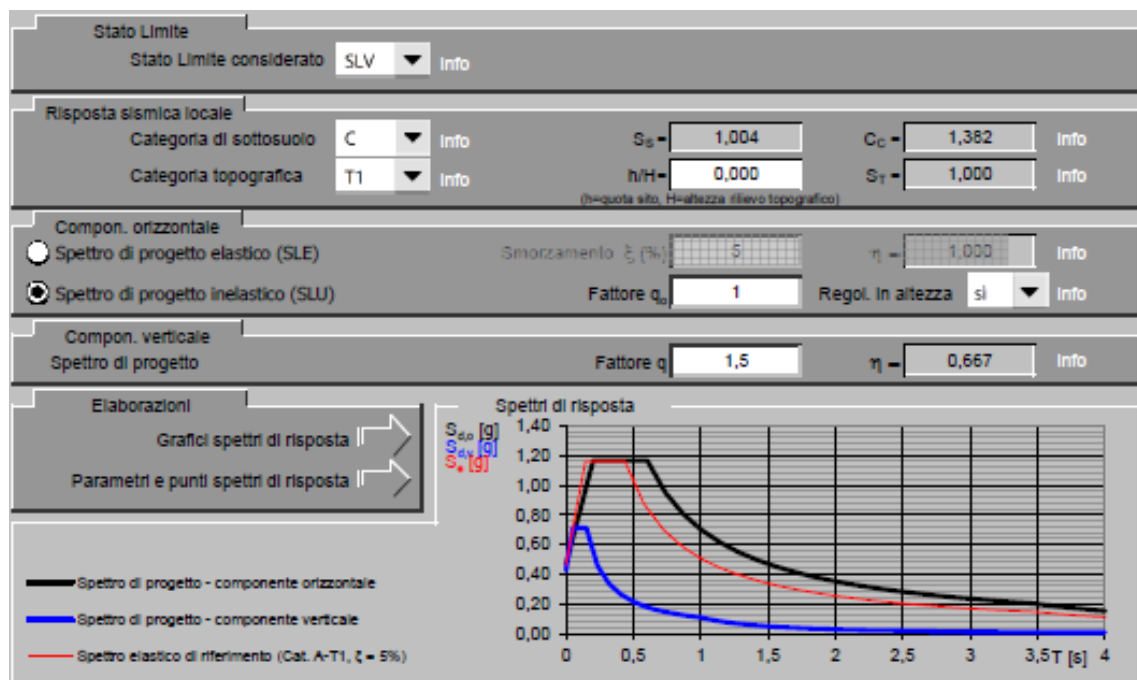 Stato Limite
Stato Limite considerato SLV Info
Risposta sismica locale
Categoria di sottosuolo C Info Ss = 1,004 Cc = 1,382 Info
Categoria topografica T1 Info h/H= 0,000 ST = 1,000 Info
(h=quota sito, H=altezza rilievo topografico)
Compon. orizzontale
Spettro di progetto elastico (SLE) Smorzamento ξ (%) 5 η = 1,000 Info
Spettro di progetto inelastico (SLU) Fattore qo 1 Regol. in altezza sì Info
Compon. verticale
Spettro di progetto Fattore q 1,5 η = 0,667 Info
Elaborazioni
Grafici spettri di risposta
Parametri e punti spettri di risposta
Spettri di risposta
Sd,o [g]
Sd,v [g]
Se [g]
1,40
1,20
1,00
0,80
0,60
0,40
0,20
0,00
0 0,5 1 1,5 2 2,5 3 3,5 T [s] 4
Spettro di progetto - componente orizzontale
Spettro di progetto - componente verticale
Spettro elastico di riferimento (Cat. A-T1, ξ = 5%)